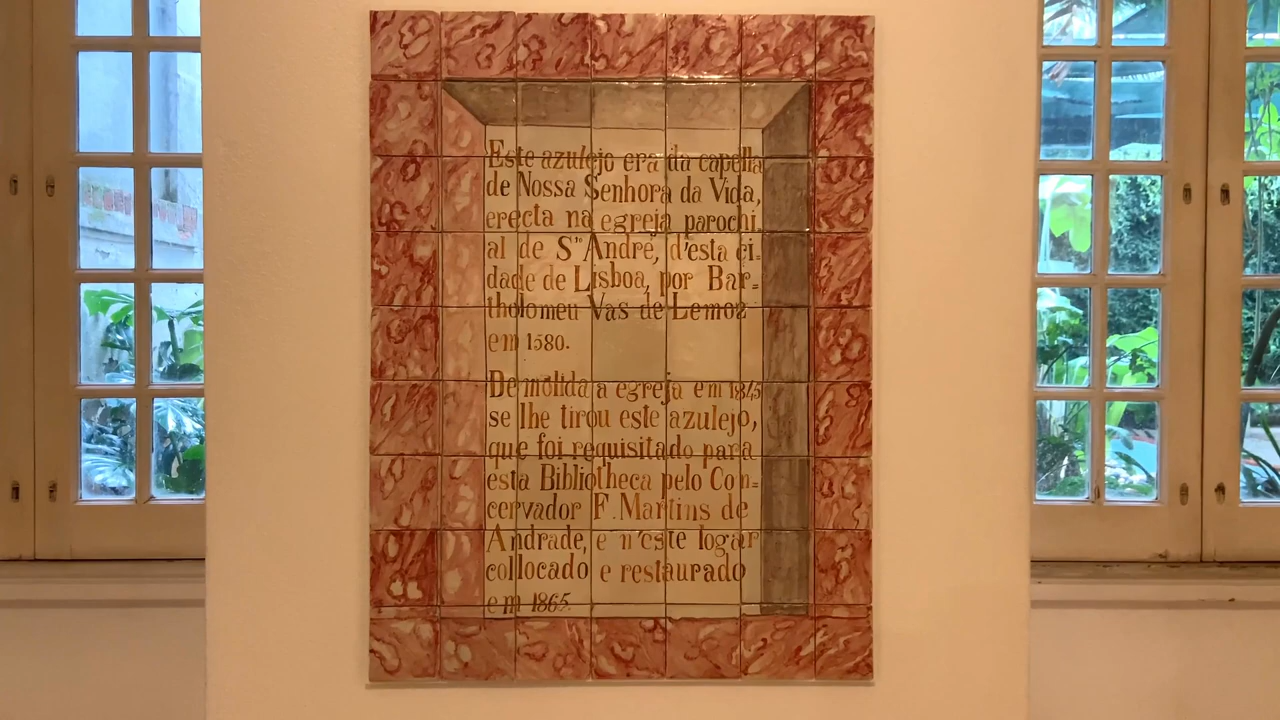 Este azulejo era da capella
de Nossa Senhora da Vida,
erecta na egreja parochi-
al de S.to André, d'esta ci=
dade de Lisboa, por Bar=
tholomeu Vas de Lemos
em 1580.
Demolida a egreja em 1845
se lhe tirou este azulejo,
que foi requisitado para
esta Bibliotheca pelo Con=
cervador F. Martins de
Andrade, e n'este logar
collocado e restaurado
em 1865.